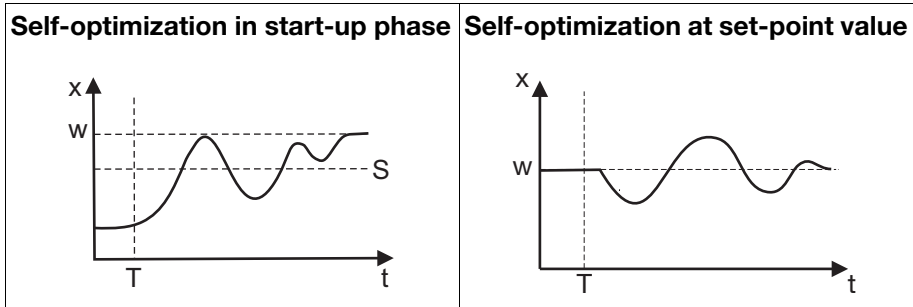 Self-optimization in start-up phase
x
w
S
T
t
Self-optimization at set-point value
x
w
T
t